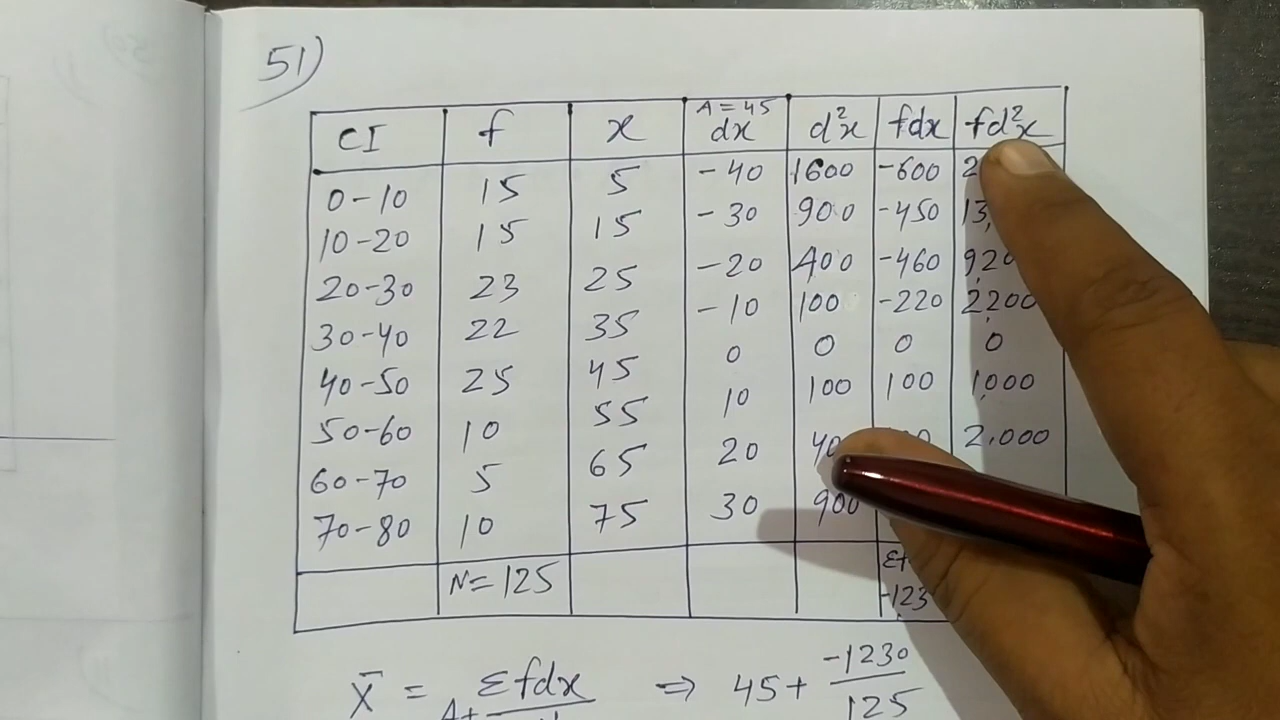 51)
CI f x A = 45 dx d²x fdx fd²x
0-10 15 5 -40 1600 -600
10-20 15 15 -30 900 -450
20-30 23 25 -20 400 -460
30-40 22 35 -10 100 -220 2,200
40-50 25 45 0 0 0 0
50-60 10 55 10 100 100 1,000
60-70 5 65 20 2,000
70-80 10 75 30 900
N = 125
X̄ = A + Σfdx ⇒ 45 + -1230
125